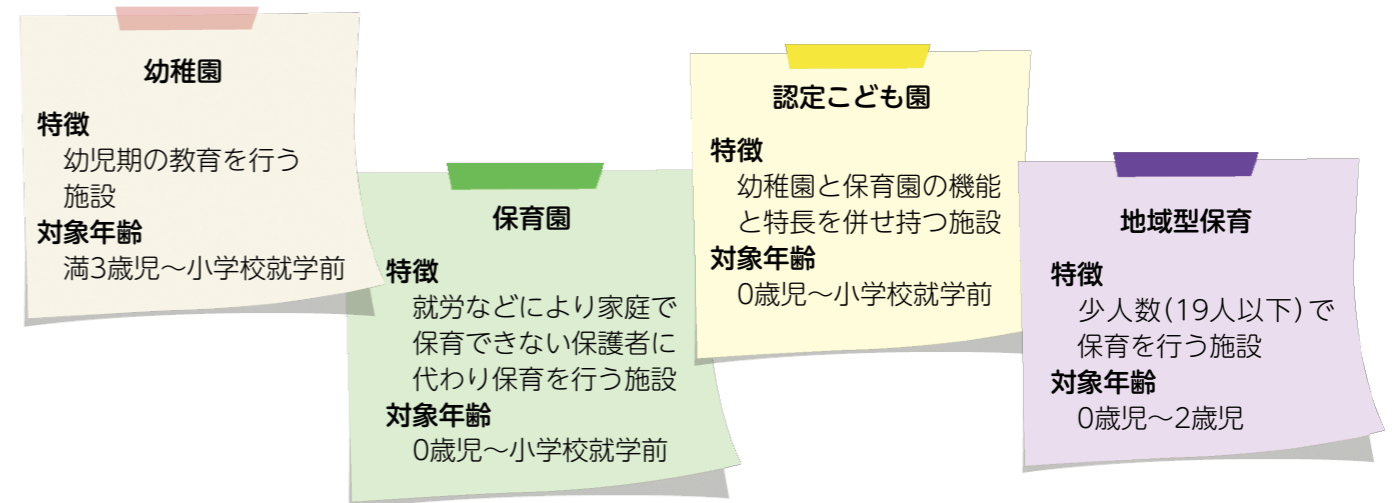 幼稚園
特徴
幼児期の教育を行う
施設
対象年齢
満3歳児～小学校就学前
保育園
特徴
就労などにより家庭で
保育できない保護者に
代わり保育を行う施設
対象年齢
0歳児～小学校就学前
認定こども園
特徴
幼稚園と保育園の機能
と特長を併せ持つ施設
対象年齢
0歳児～小学校就学前
地域型保育
特徴
少人数(19人以下)で
保育を行う施設
対象年齢
0歳児～2歳児